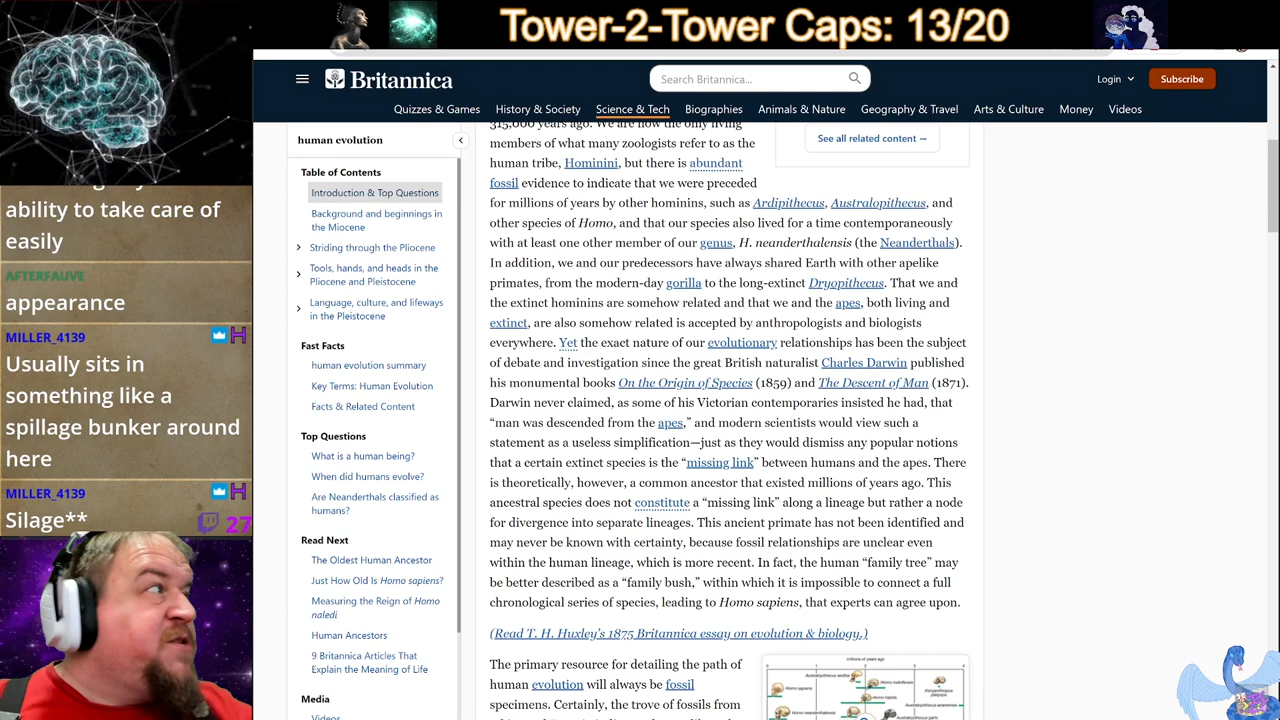 Tower-2-Tower Caps: 13/20
Britannica
Search Britannica...
Login
Subscribe
Quizzes & Games
History & Society
Science & Tech
Biographies
Animals & Nature
Geography & Travel
Arts & Culture
Money
Videos
ability to take care of
easily
AFTERFAUVE
appearance
MILLER_4139
Usually sits in
something like a
spillage bunker around
here
MILLER_4139
Silage**
27
human evolution
Table of Contents
Introduction & Top Questions
Background and beginnings in
the Miocene
Striding through the Pliocene
Tools, hands, and heads in the
Pliocene and Pleistocene
Language, culture, and lifeways
in the Pleistocene
Fast Facts
human evolution summary
Key Terms: Human Evolution
Facts & Related Content
Top Questions
What is a human being?
When did humans evolve?
Are Neanderthals classified as
humans?
Read Next
The Oldest Human Ancestor
Just How Old Is Homo sapiens?
Measuring the Reign of Homo
naledi
Human Ancestors
9 Britannica Articles That
Explain the Meaning of Life
Media
Videos
315,000 years ago. We are now the only living
members of what many zoologists refer to as the
human tribe, Hominini, but there is abundant
fossil evidence to indicate that we were preceded
for millions of years by other hominins, such as Ardipithecus, Australopithecus, and
other species of Homo, and that our species also lived for a time contemporaneously
with at least one other member of our genus, H. neanderthalensis (the Neanderthals).
In addition, we and our predecessors have always shared Earth with other apelike
primates, from the modern-day gorilla to the long-extinct Dryopithecus. That we and
the extinct hominins are somehow related and that we and the apes, both living and
extinct, are also somehow related is accepted by anthropologists and biologists
everywhere. Yet the exact nature of our evolutionary relationships has been the subject
of debate and investigation since the great British naturalist Charles Darwin published
his monumental books On the Origin of Species (1859) and The Descent of Man (1871).
Darwin never claimed, as some of his Victorian contemporaries insisted he had, that
“man was descended from the apes,” and modern scientists would view such a
statement as a useless simplification—just as they would dismiss any popular notions
that a certain extinct species is the “missing link” between humans and the apes. There
is theoretically, however, a common ancestor that existed millions of years ago. This
ancestral species does not constitute a “missing link” along a lineage but rather a node
for divergence into separate lineages. This ancient primate has not been identified and
may never be known with certainty, because fossil relationships are unclear even
within the human lineage, which is more recent. In fact, the human “family tree” may
be better described as a “family bush,” within which it is impossible to connect a full
chronological series of species, leading to Homo sapiens, that experts can agree upon.
(Read T. H. Huxley’s 1875 Britannica essay on evolution & biology.)
The primary resource for detailing the path of
human evolution will always be fossil
specimens. Certainly, the trove of fossils from
See all related content
millions of years ago
Homo sapiens